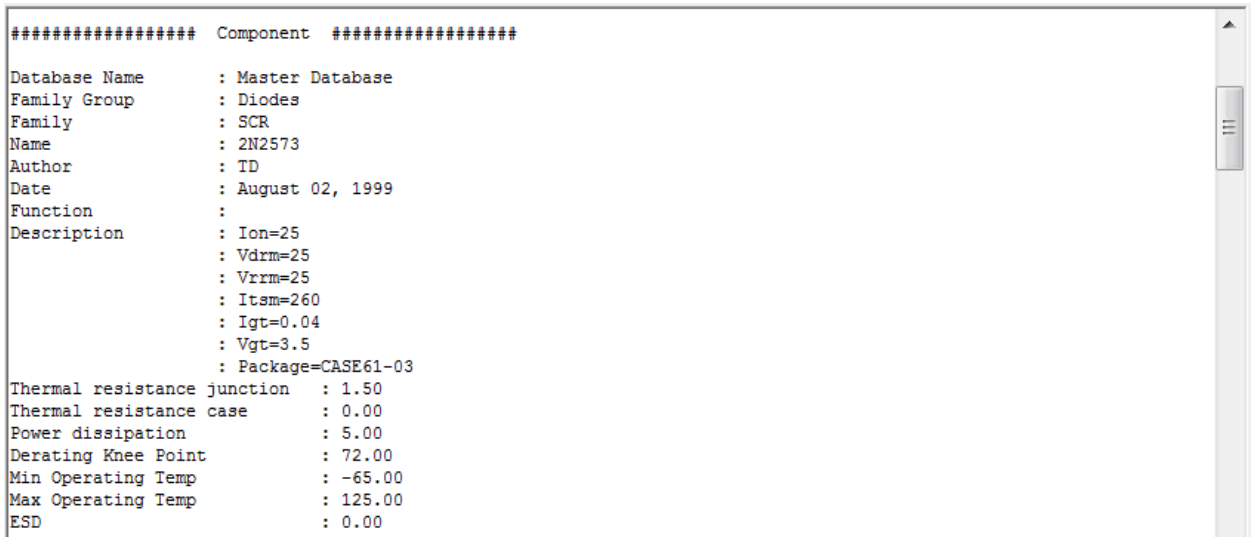 ##################  Component  ##################
Database Name       : Master Database
Family Group        : Diodes
Family              : SCR
Name                : 2N2573
Author              : TD
Date                : August 02, 1999
Function            :
Description         : Ion=25
                    : Vdrm=25
                    : Vrrm=25
                    : Itsm=260
                    : Igt=0.04
                    : Vgt=3.5
                    : Package=CASE61-03
Thermal resistance junction   : 1.50
Thermal resistance case       : 0.00
Power dissipation             : 5.00
Derating Knee Point           : 72.00
Min Operating Temp            : -65.00
Max Operating Temp            : 125.00
ESD                           : 0.00